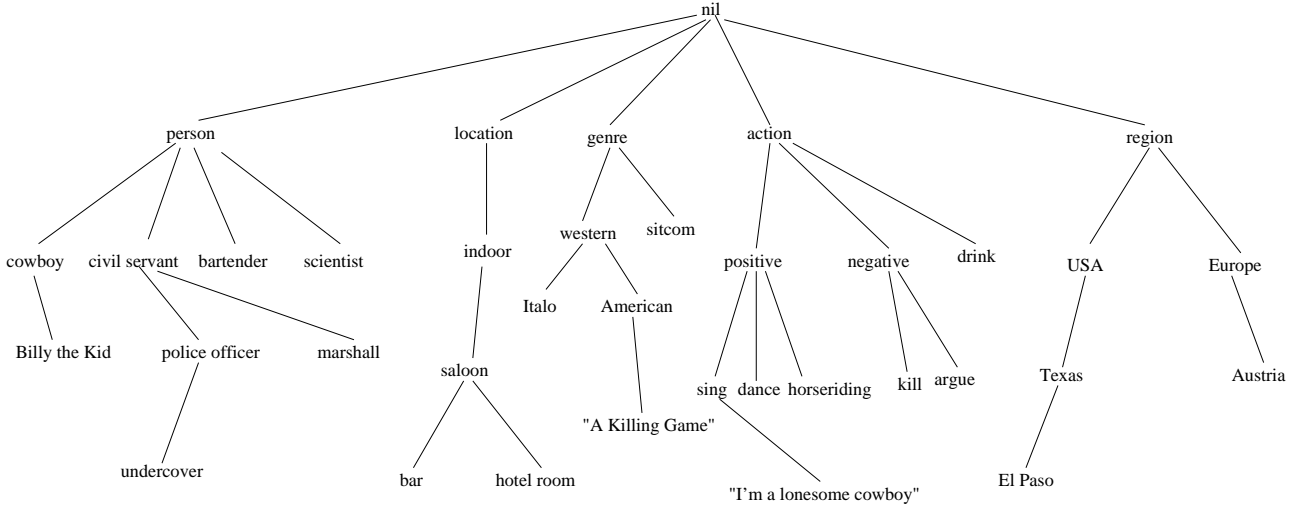 nil
person location genre action region
cowboy civil servant bartender scientist indoor western sitcom positive negative drink USA Europe
Billy the Kid police officer marshall saloon Italo American sing dance horseriding kill argue Texas Austria
undercover bar hotel room "A Killing Game" "I'm a lonesome cowboy" El Paso